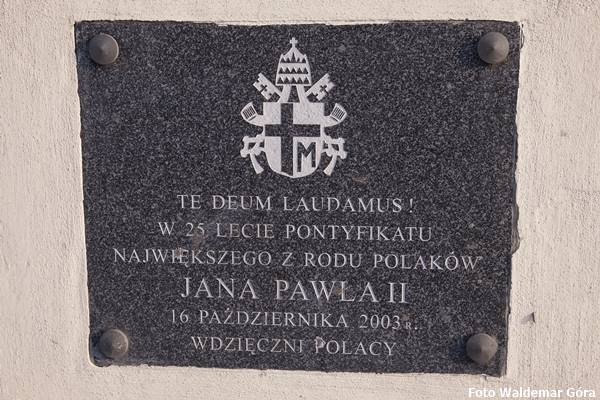 M
TE DEUM LAUDAMUS!
W 25 LECIE PONTYFIKATU
NAJWIĘKSZEGO Z RODU POLAKÓW
JANA PAWŁA II
16 PAŹDZIERNIKA 2003 R.
WDZIĘCZNI POLACY
Foto Waldemar Góra